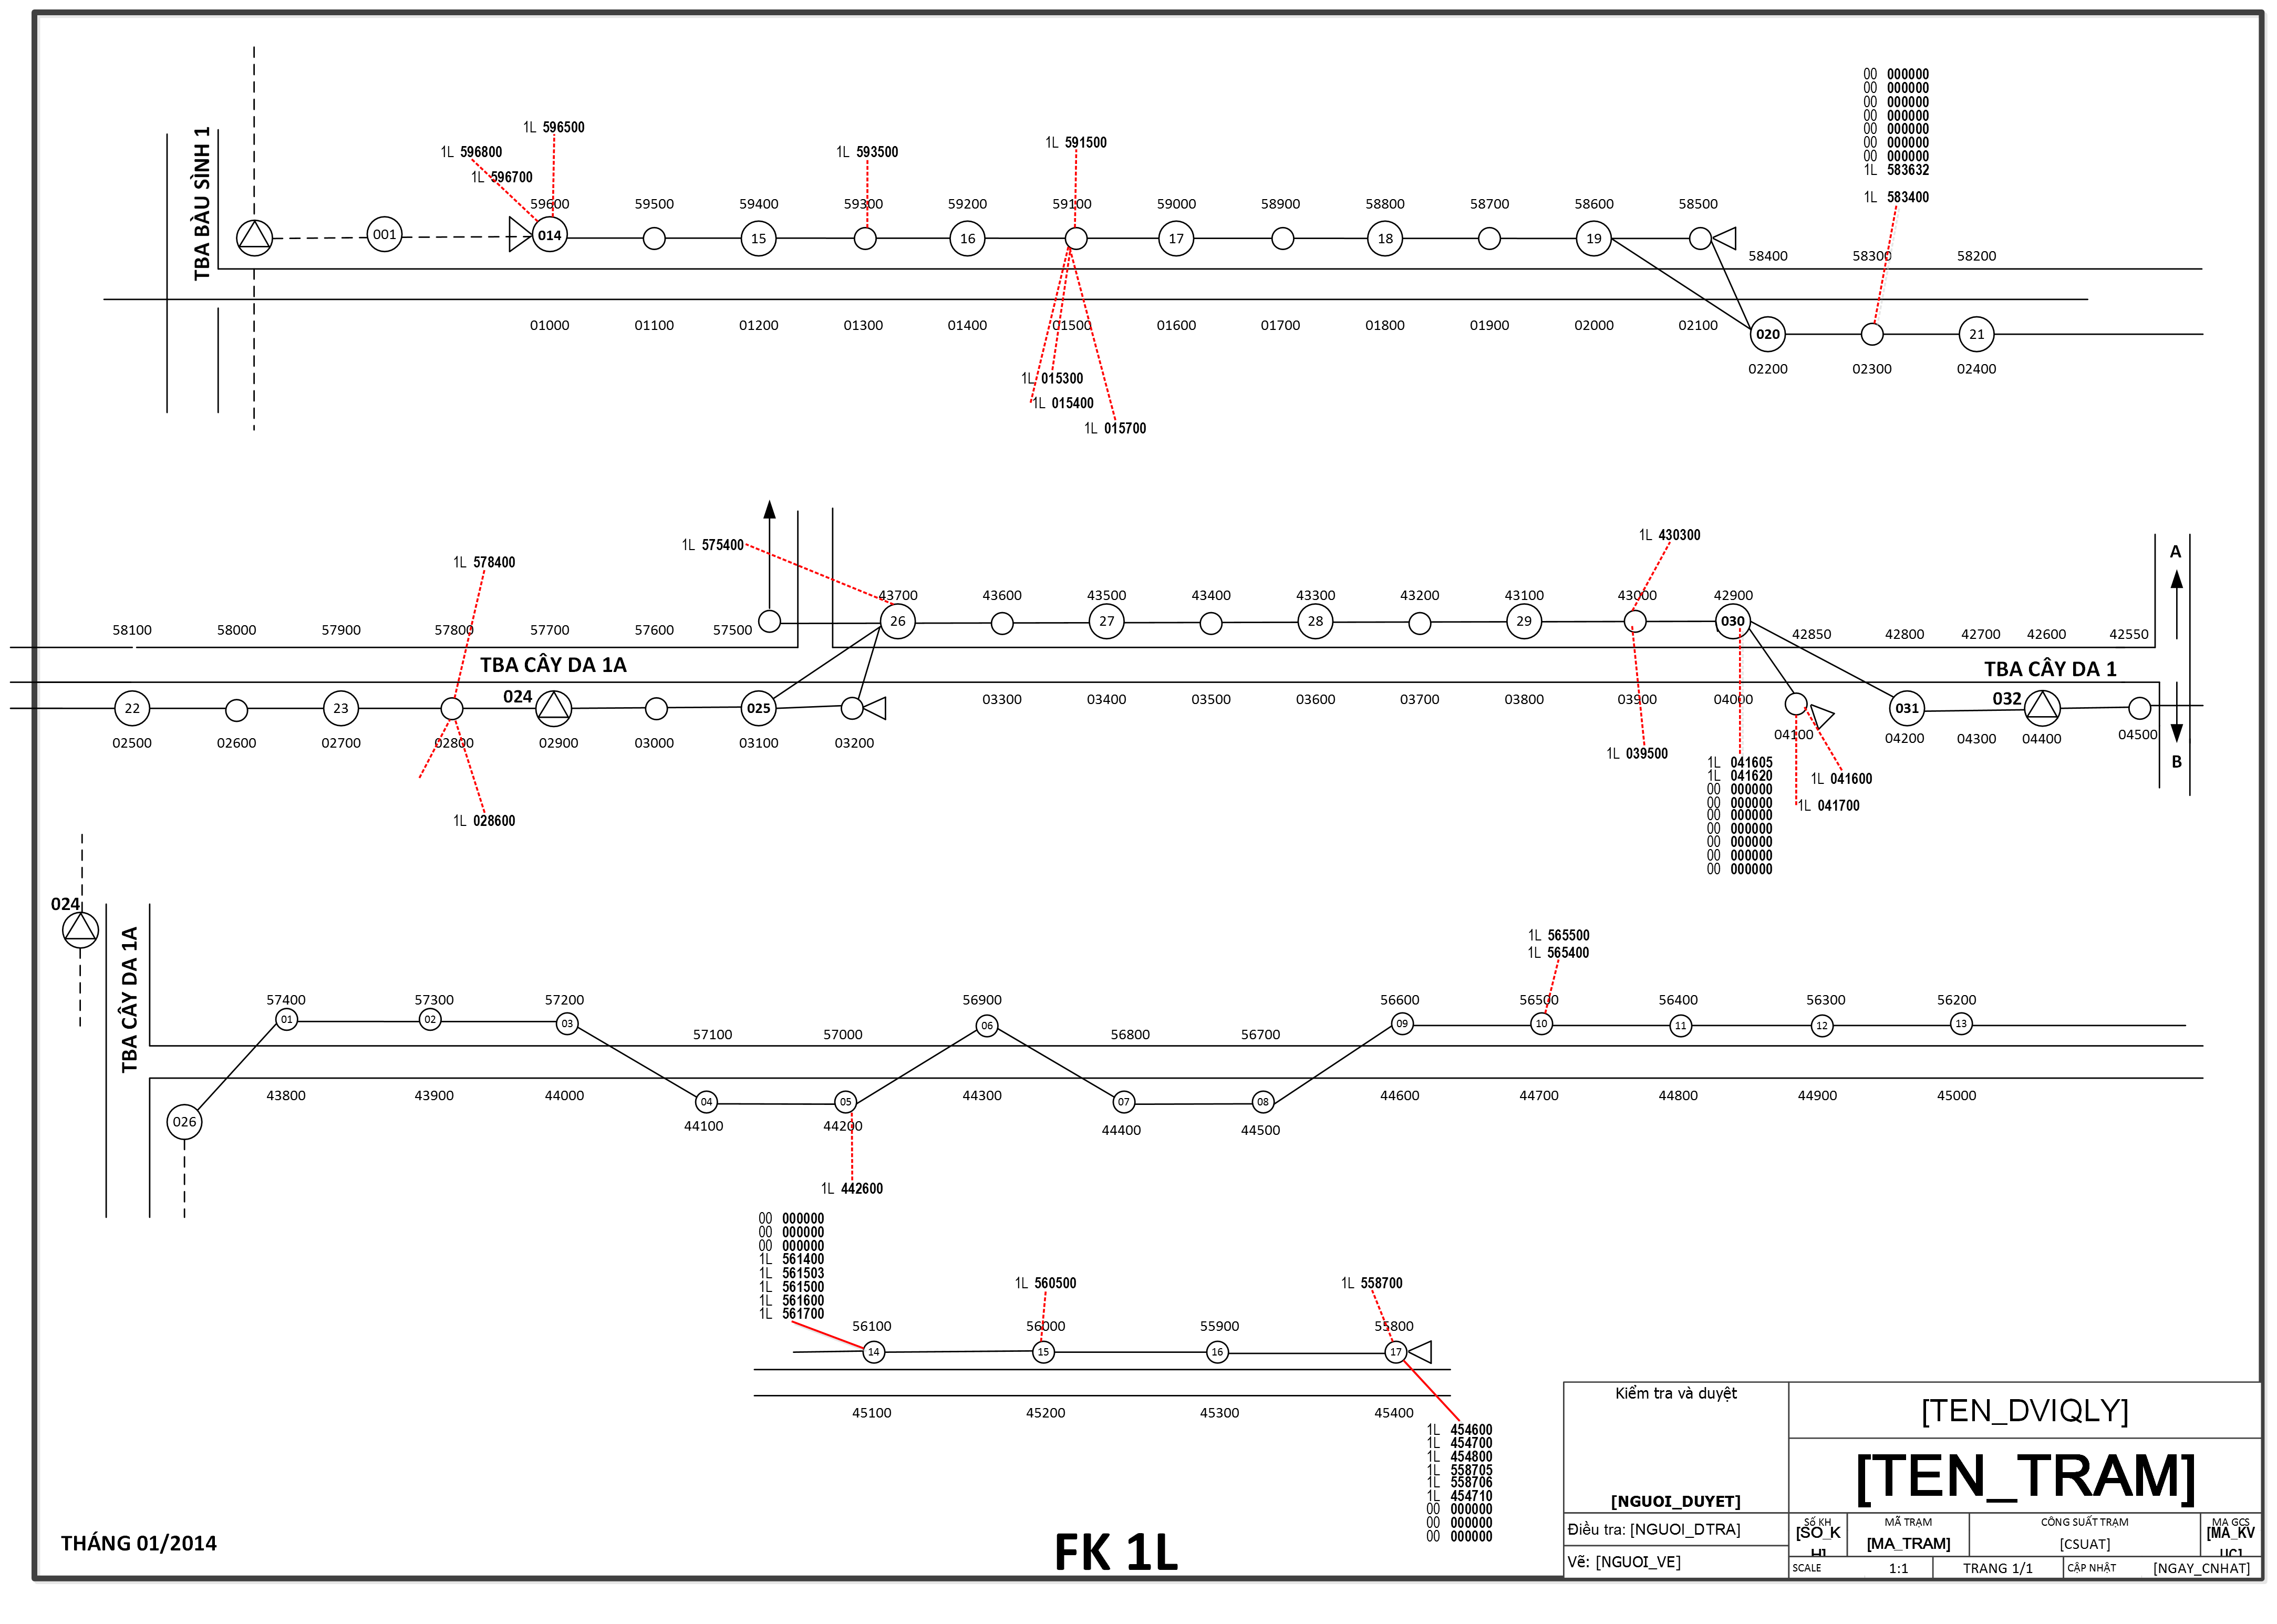 TBA BÀU SÌNH 1
1L 596500
1L 596800
1L 596700
1L 593500
1L 591500
00 000000
00 000000
00 000000
00 000000
00 000000
00 000000
00 000000
1L 583632
1L 583400
59600 59500 59400 59300 59200 59100 59000 58900 58800 58700 58600 58500
001 014 15 16 17 18 19
58400 58300 58200
01000 01100 01200 01300 01400 01500 01600 01700 01800 01900 02000 02100
020 21
02200 02300 02400
1L 015300
1L 015400
1L 015700
1L 578400
1L 575400
1L 430300
A
43700 43600 43500 43400 43300 43200 43100 43000 42900
26 27 28 29 030
58100 58000 57900 57800 57700 57600 57500
42850 42800 42700 42600 42550
TBA CÂY DA 1A
TBA CÂY DA 1
22 23 024 025
03300 03400 03500 03600 03700 03800 03900 04000
031 032
02500 02600 02700 02800 02900 03000 03100 03200
04100 04200 04300 04400 04500
B
1L 028600
1L 039500
1L 041605
1L 041620
00 000000
00 000000
00 000000
00 000000
00 000000
00 000000
00 000000
1L 041600
1L 041700
024
TBA CÂY DA 1A
1L 565500
1L 565400
57400 57300 57200 56900 56600 56500 56400 56300 56200
01 02 03 06 09 10 11 12 13
57100 57000 56800 56700
43800 43900 44000 44300 44600 44700 44800 44900 45000
026 04 05 07 08
44100 44200 44400 44500
1L 442600
00 000000
00 000000
00 000000
1L 561400
1L 561503
1L 561500
1L 561600
1L 561700
1L 560500
1L 558700
56100 56000 55900 55800
14 15 16 17
45100 45200 45300 45400
1L 454600
1L 454700
1L 454800
1L 558705
1L 558706
1L 454710
00 000000
00 000000
00 000000
THÁNG 01/2014
FK 1L
Kiểm tra và duyệt
[NGUOI_DUYET]
Điều tra: [NGUOI_DTRA]
Vẽ: [NGUOI_VE]
[TEN_DVIQLY]
[TEN_TRAM]
Số KH
[SO_K
H]
MÃ TRẠM
[MA_TRAM]
CÔNG SUẤT TRẠM
[CSUAT]
MA GCS
[MA_KV
UC]
SCALE 1:1
TRANG 1/1
CẬP NHẬT [NGAY_CNHAT]